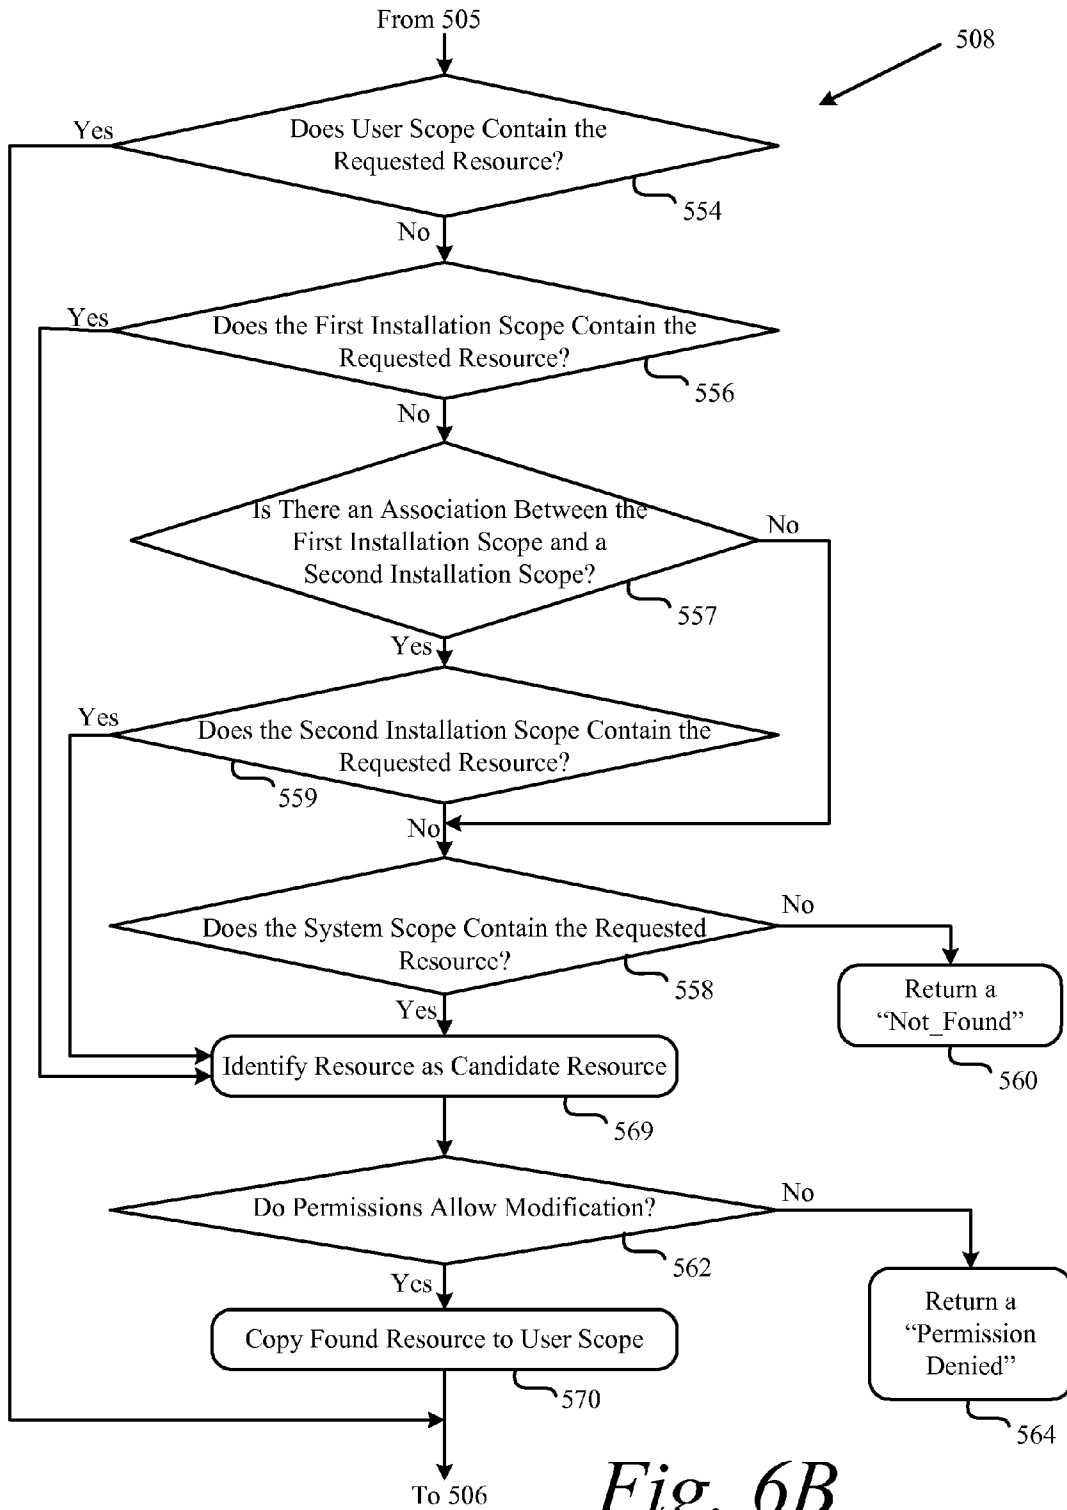 From 505
508
Yes
Does User Scope Contain the
Requested Resource?
554
No
Yes
Does the First Installation Scope Contain the
Requested Resource?
556
No
Is There an Association Between the
First Installation Scope and a
Second Installation Scope?
No
557
Yes
Yes
Does the Second Installation Scope Contain the
Requested Resource?
559
No
Does the System Scope Contain the Requested
Resource?
No
558
Yes
Return a
“Not_Found”
560
Identify Resource as Candidate Resource
569
Do Permissions Allow Modification?
No
562
Yes
Return a
“Permission
Denied”
564
Copy Found Resource to User Scope
570
To 506
Fig. 6B